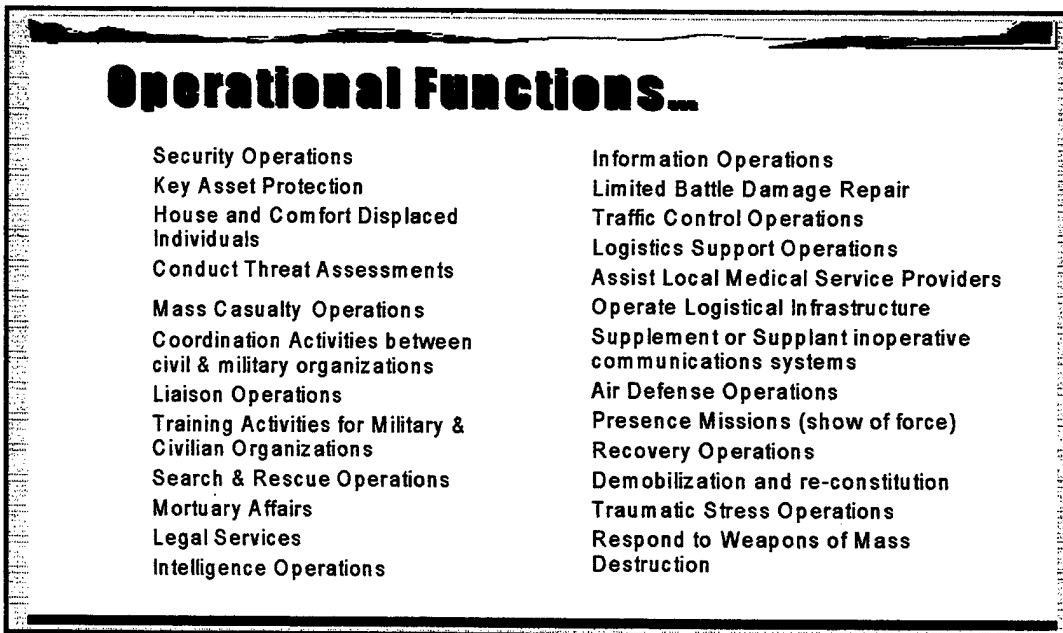 Operational Functions...
Security Operations
Key Asset Protection
House and Comfort Displaced
Individuals
Conduct Threat Assessments
Mass Casualty Operations
Coordination Activities between
civil & military organizations
Liaison Operations
Training Activities for Military &
Civilian Organizations
Search & Rescue Operations
Mortuary Affairs
Legal Services
Intelligence Operations
Information Operations
Limited Battle Damage Repair
Traffic Control Operations
Logistics Support Operations
Assist Local Medical Service Providers
Operate Logistical Infrastructure
Supplement or Supplant inoperative
communications systems
Air Defense Operations
Presence Missions (show of force)
Recovery Operations
Demobilization and re-constitution
Traumatic Stress Operations
Respond to Weapons of Mass
Destruction